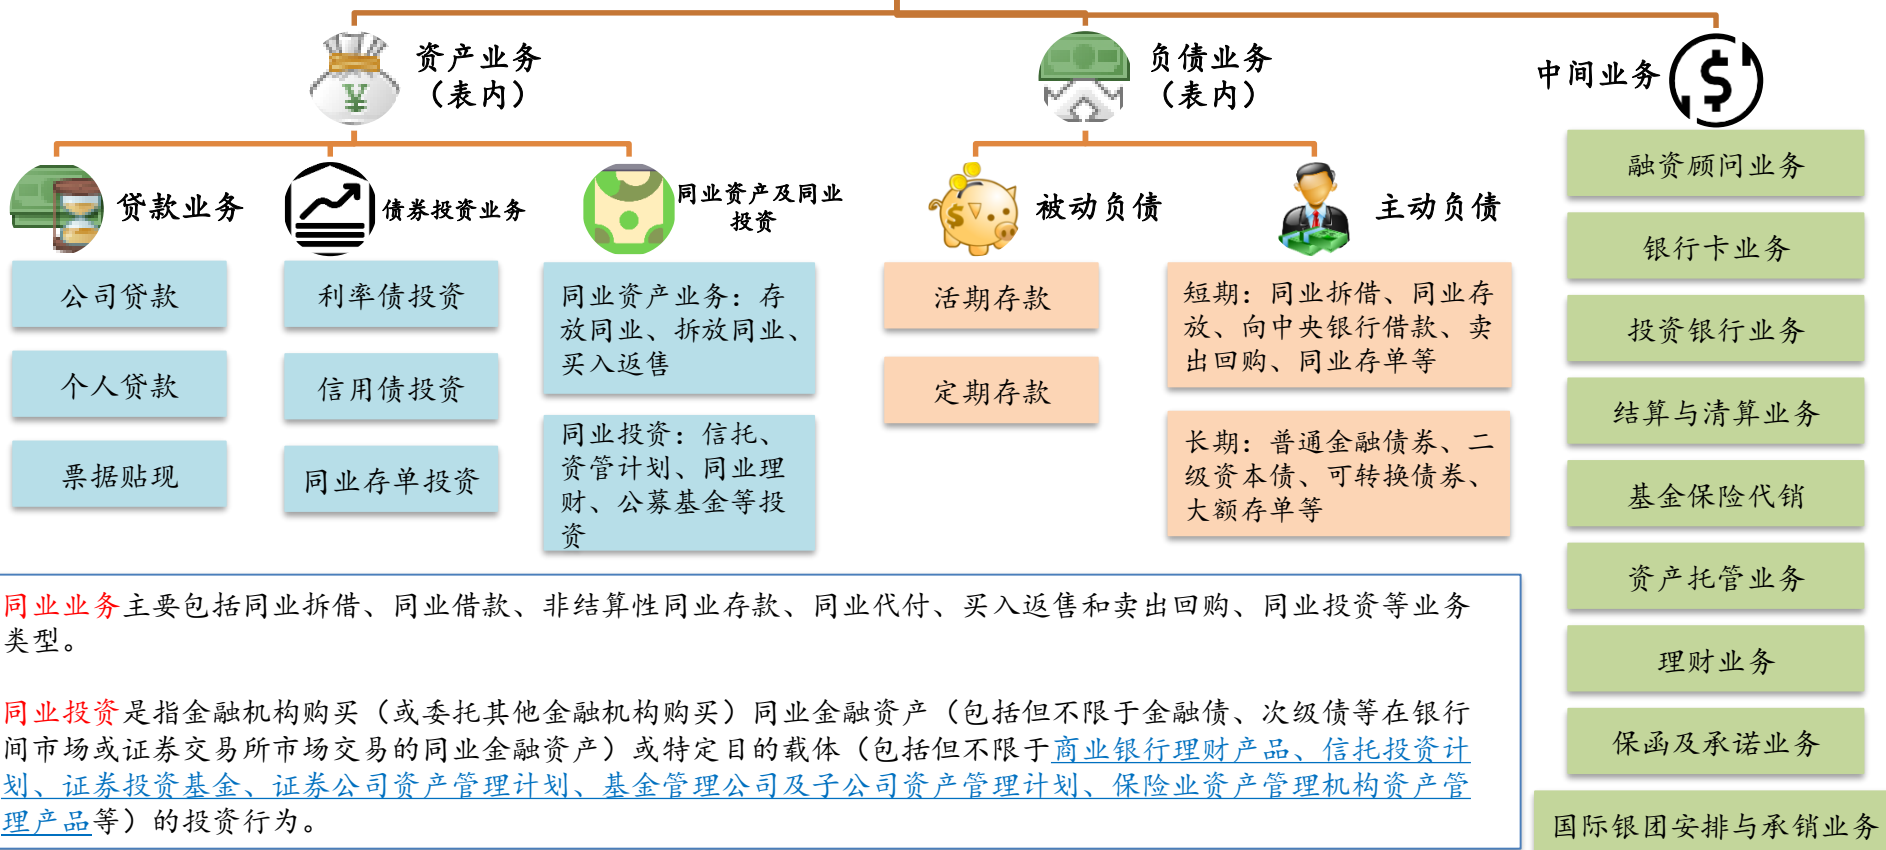 资产业务
（表内）
负债业务
（表内）
中间业务
贷款业务
债券投资业务
同业资产及同业
投资
被动负债
主动负债
公司贷款
个人贷款
票据贴现
利率债投资
信用债投资
同业存单投资
同业资产业务：存
放同业、拆放同业、
买入返售
同业投资：信托、
资管计划、同业理
财、公募基金等投
资
活期存款
定期存款
短期：同业拆借、同业存
放、向中央银行借款、卖
出回购、同业存单等
长期：普通金融债券、二
级资本债、可转换债券、
大额存单等
融资顾问业务
银行卡业务
投资银行业务
结算与清算业务
基金保险代销
资产托管业务
理财业务
保函及承诺业务
国际银团安排与承销业务
同业业务主要包括同业拆借、同业借款、非结算性同业存款、同业代付、买入返售和卖出回购、同业投资等业务
类型。
同业投资是指金融机构购买（或委托其他金融机构购买）同业金融资产（包括但不限于金融债、次级债等在银行
间市场或证券交易所市场交易的同业金融资产）或特定目的载体（包括但不限于商业银行理财产品、信托投资计
划、证券投资基金、证券公司资产管理计划、基金管理公司及子公司资产管理计划、保险业资产管理机构资产管
理产品等）的投资行为。